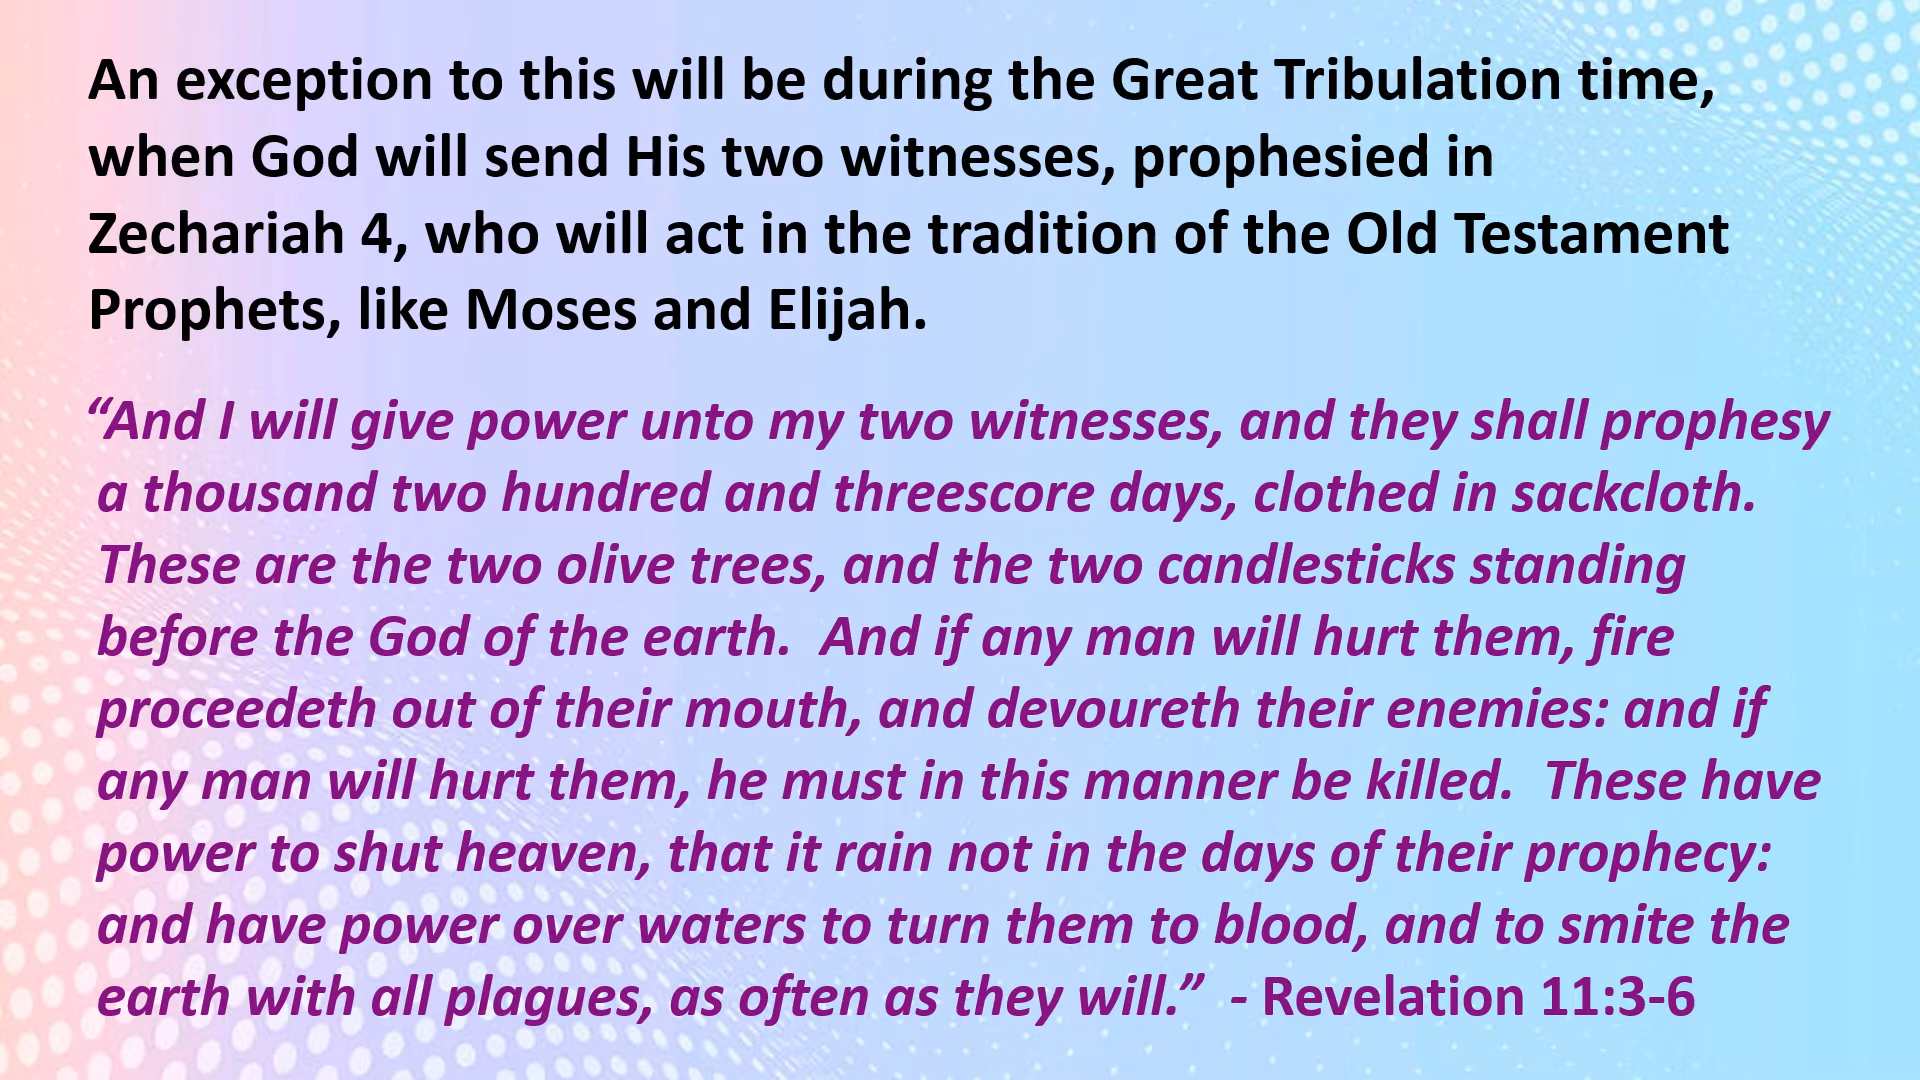 An exception to this will be during the Great Tribulation time,
when God will send His two witnesses, prophesied in
Zechariah 4, who will act in the tradition of the Old Testament
Prophets, like Moses and Elijah.
“And I will give power unto my two witnesses, and they shall prophesy
a thousand two hundred and threescore days, clothed in sackcloth.
These are the two olive trees, and the two candlesticks standing
before the God of the earth.  And if any man will hurt them, fire
proceedeth out of their mouth, and devoureth their enemies: and if
any man will hurt them, he must in this manner be killed.  These have
power to shut heaven, that it rain not in the days of their prophecy:
and have power over waters to turn them to blood, and to smite the
earth with all plagues, as often as they will.”  - Revelation 11:3-6